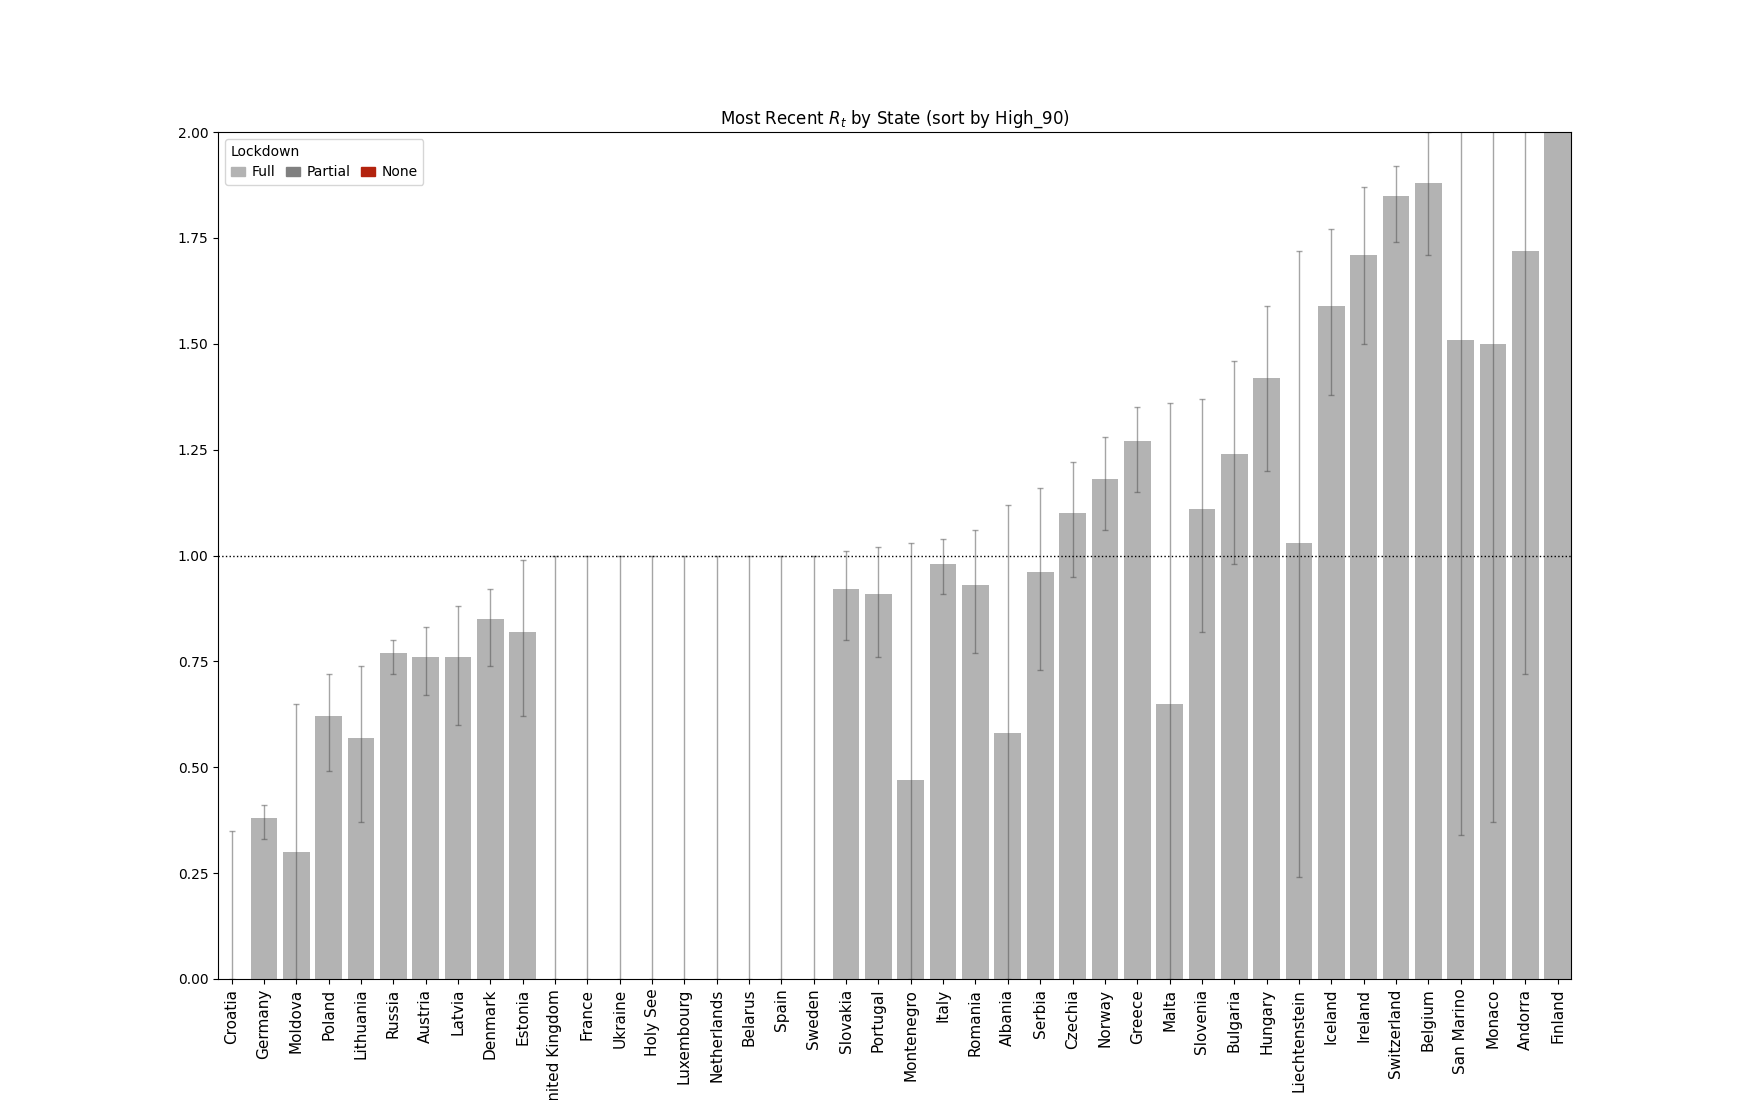 Most Recent Rt by State (sort by High_90)
Lockdown
Full Partial None
2.00
1.75
1.50
1.25
1.00
0.75
0.50
0.25
0.00
Croatia
Germany
Moldova
Poland
Lithuania
Russia
Austria
Latvia
Denmark
Estonia
nited Kingdom
France
Ukraine
Holy See
Luxembourg
Netherlands
Belarus
Spain
Sweden
Slovakia
Portugal
Montenegro
Italy
Romania
Albania
Serbia
Czechia
Norway
Greece
Malta
Slovenia
Bulgaria
Hungary
Liechtenstein
Iceland
Ireland
Switzerland
Belgium
San Marino
Monaco
Andorra
Finland